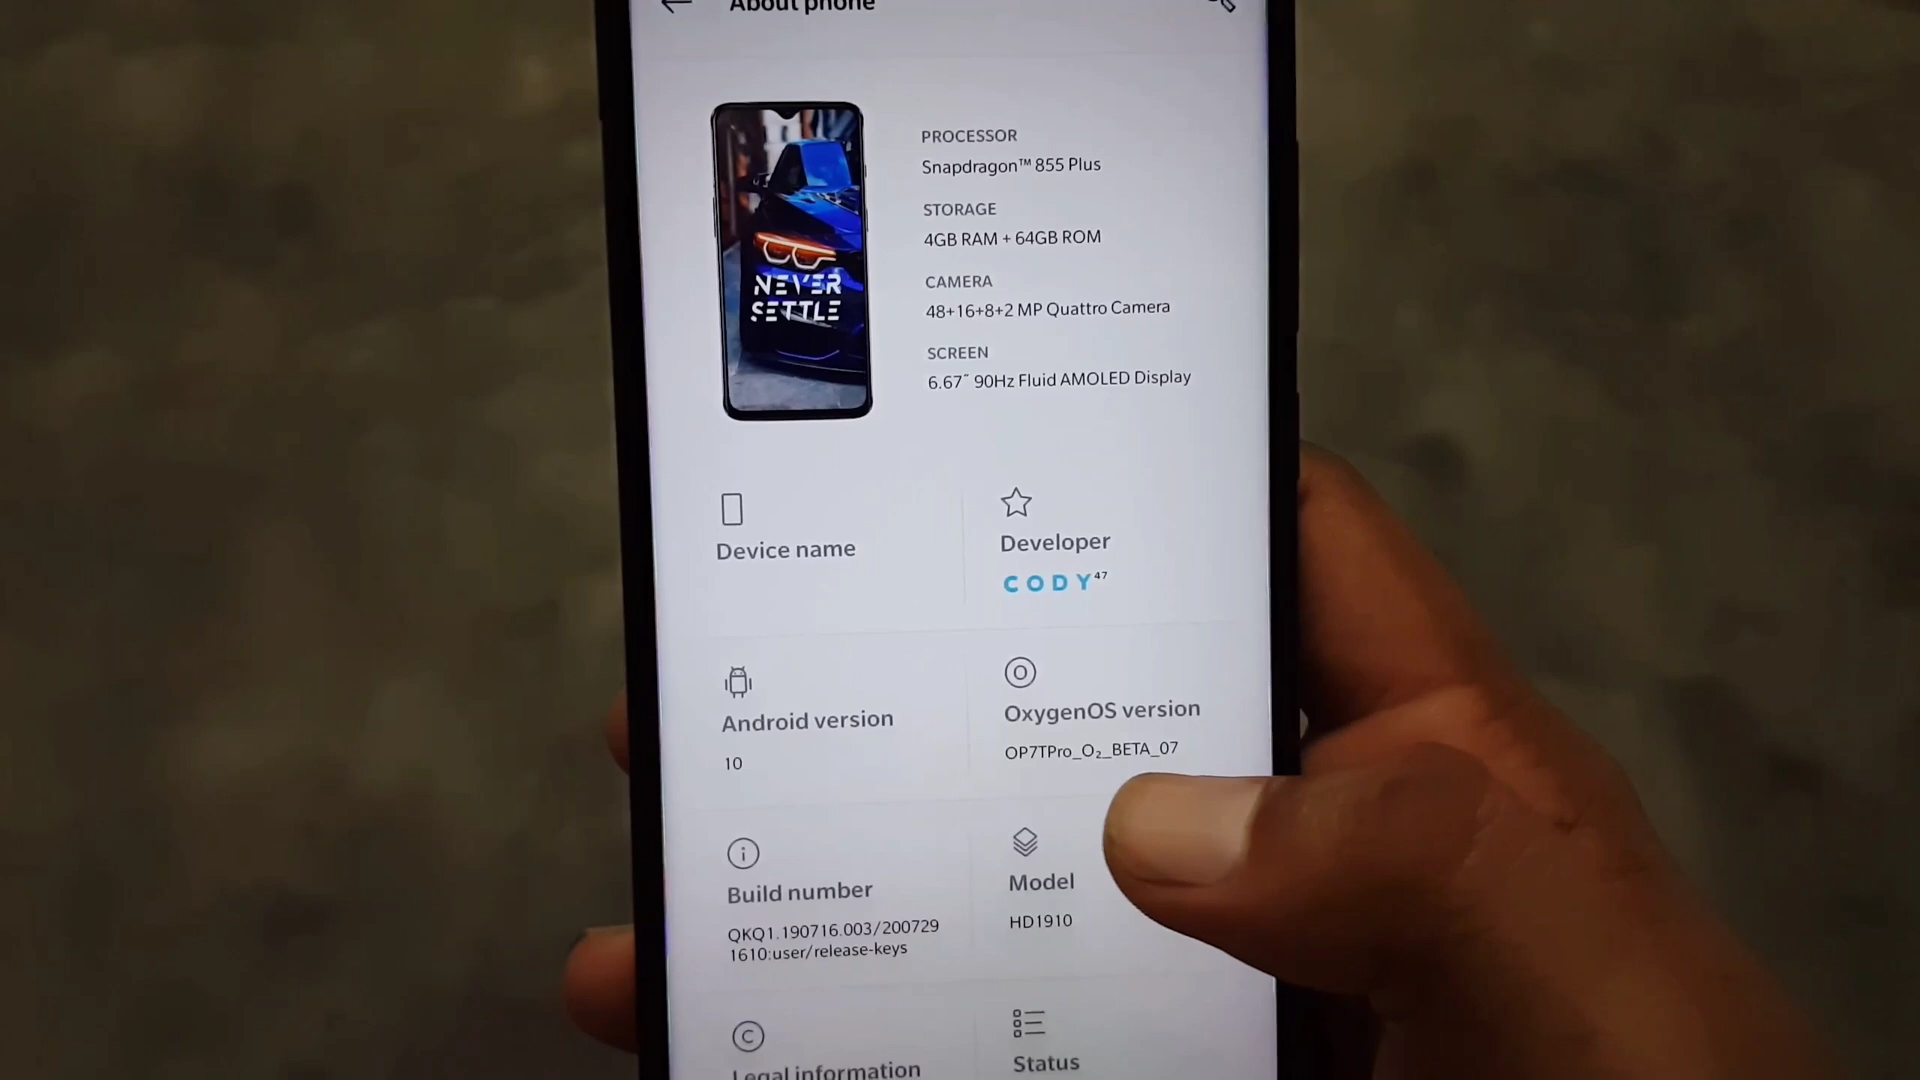 About phone
PROCESSOR
Snapdragon™ 855 Plus
STORAGE
4GB RAM + 64GB ROM
CAMERA
48+16+8+2 MP Quattro Camera
SCREEN
6.67″ 90Hz Fluid AMOLED Display
NEVER
SETTLE
Device name
Developer
CODY⁴⁷
Android version
10
OxygenOS version
OP7TPro_O₂_BETA_07
Build number
QKQ1.190716.003/200729
1610:user/release-keys
Model
HD1910
Legal information
Status